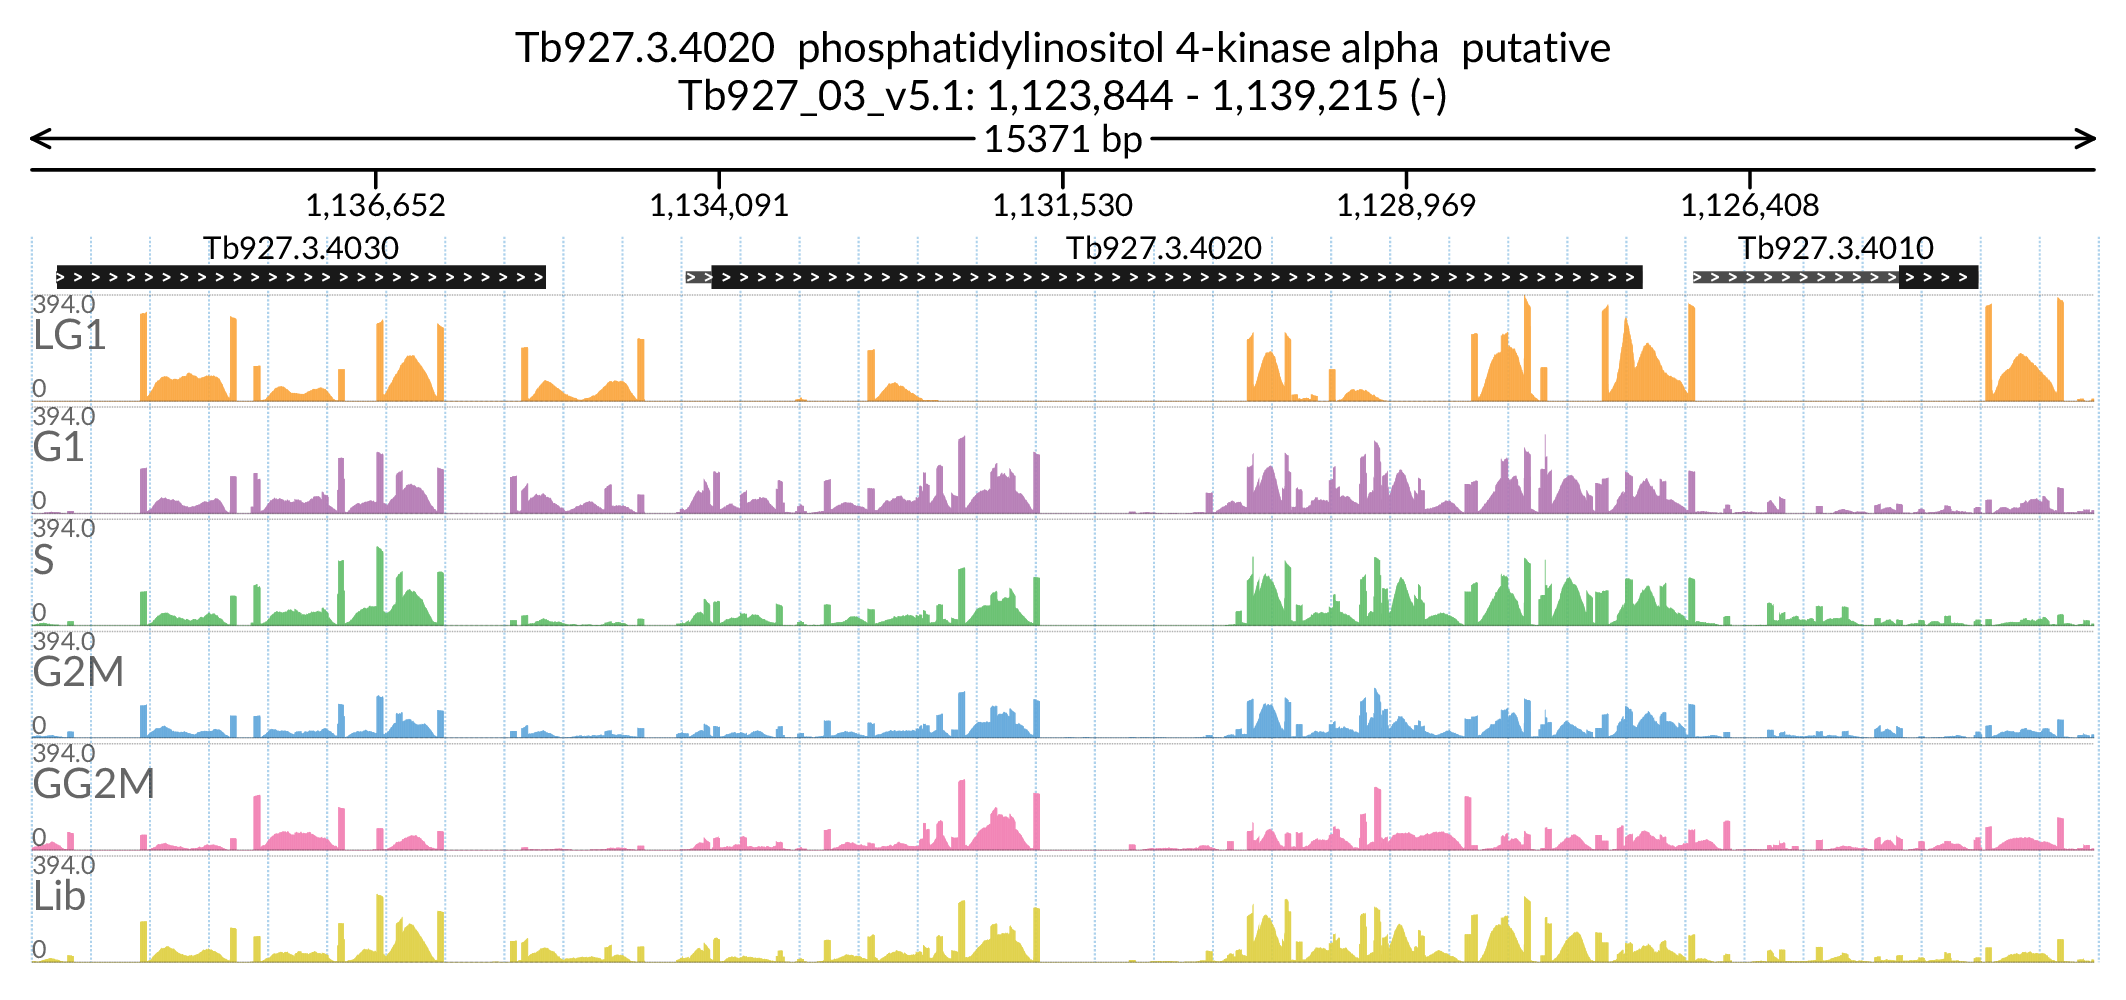 Tb927.3.4020 phosphatidylinositol 4-kinase alpha putative
Tb927_03_v5.1: 1,123,844 - 1,139,215 (-)
15371 bp
1,136,652 1,134,091 1,131,530 1,128,969 1,126,408
Tb927.3.4030 Tb927.3.4020 Tb927.3.4010
394.0
LG1
0
394.0
G1
0
394.0
S
0
394.0
G2M
0
394.0
GG2M
0
394.0
Lib
0